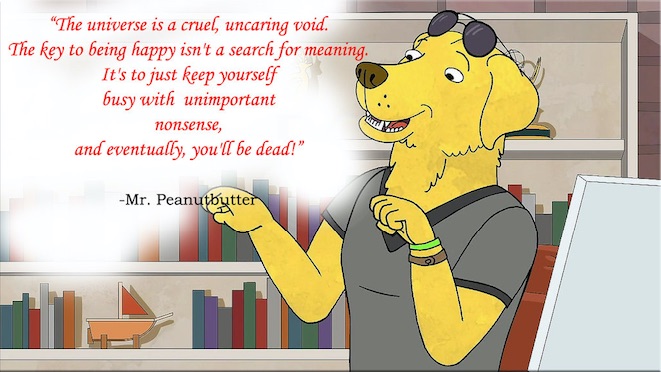 “The universe is a cruel, uncaring void.
The key to being happy isn't a search for meaning.
It's to just keep yourself
busy with unimportant
nonsense,
and eventually, you'll be dead!”
-Mr. Peanutbutter